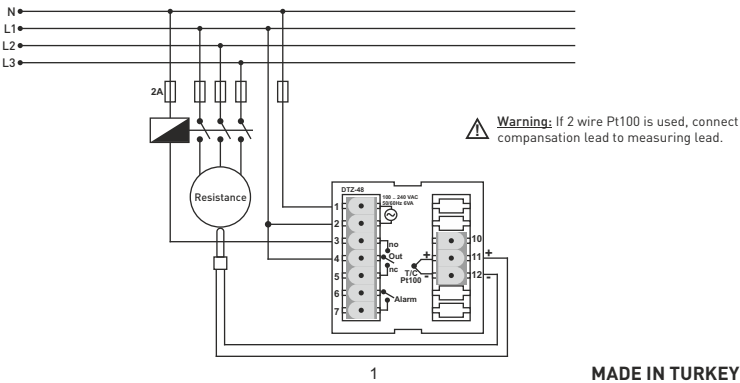 N
L1
L2
L3
2A
Warning: If 2 wire Pt100 is used, connect
compansation lead to measuring lead.
Resistance
DTZ-48
100 .. 240 VAC
50/60Hz 6VA
1
2
3
4
5
6
7
no
Out
nc
Alarm
10
11
12
+
-
T/C
Pt100
+
-
1
MADE IN TURKEY